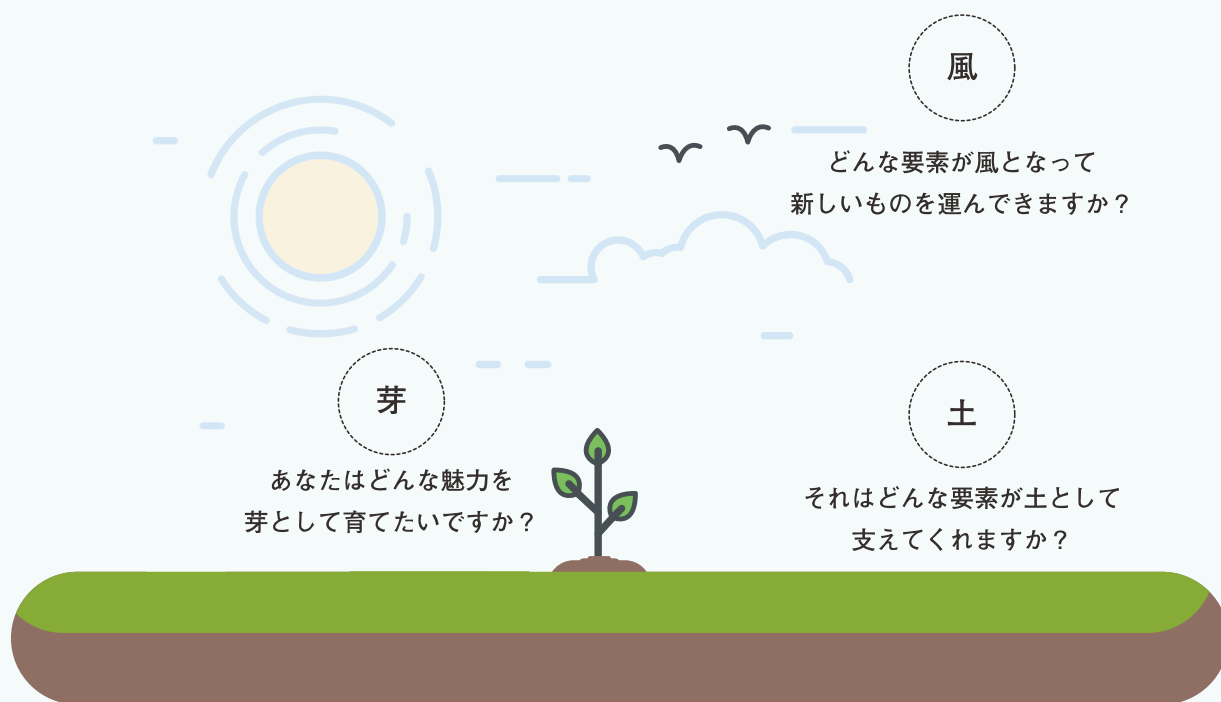 風
どんな要素が風となって
新しいものを運んできますか？
芽
あなたはどんな魅力を
芽として育てたいですか？
土
それはどんな要素が土として
支えてくれますか？